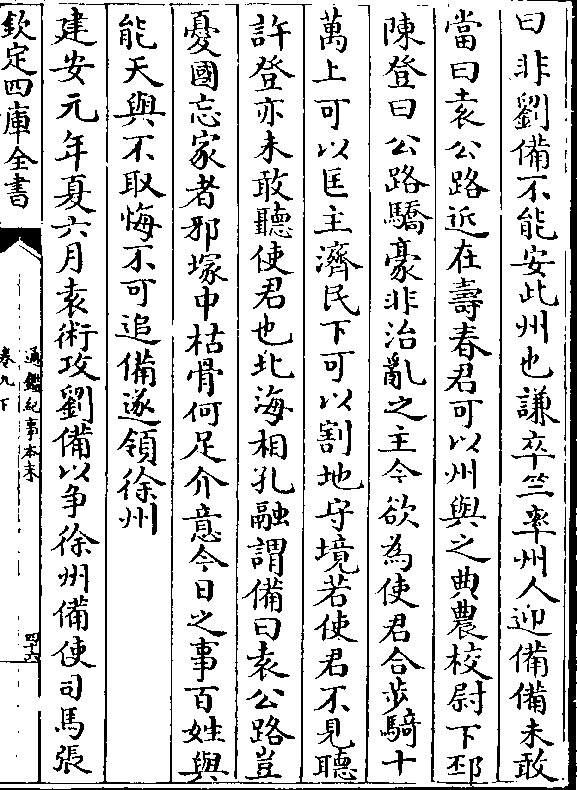 曰非劉備不能安此州也謙卒竺率州人迎備備未敢
當曰袁公路近在壽春君可以州與之典農校尉下邳
陳登曰公路驕豪非治亂之主今欲為使君合步騎十
萬上可以匡主濟民下可以割地守境若使君不見聽
許登亦未敢聽使君也北海相孔融謂備曰袁公路豈
憂國忘家者邪塚中枯骨何足介意今日之事百姓與
能天與不取悔不可追備遂領徐州
建安元年夏六月袁術攻劉備以爭徐州備使司馬張
欽定四庫全書
通鑑紀事本末
卷九下
四十六